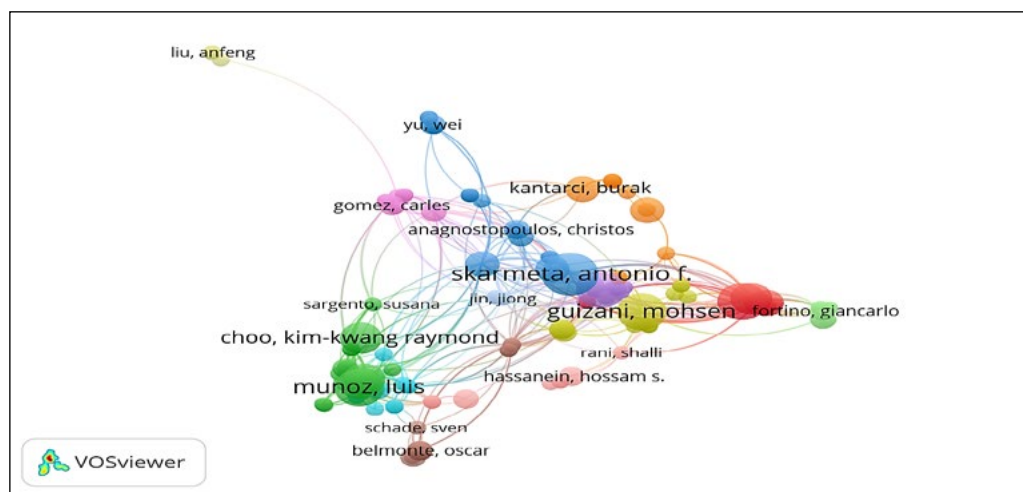 liu, anfeng
yu, wei
kantarci, burak
gomez, carles
anagnostopoulos, christos
skarmeta, antonio f.
jin, jiong
sargento, susana
guizani, mohsen
fortino, giancarlo
choo, kim-kwang raymond
rani, shalli
hassanein, hossam s.
munoz, luis
schade, sven
belmonte, oscar
VOSviewer